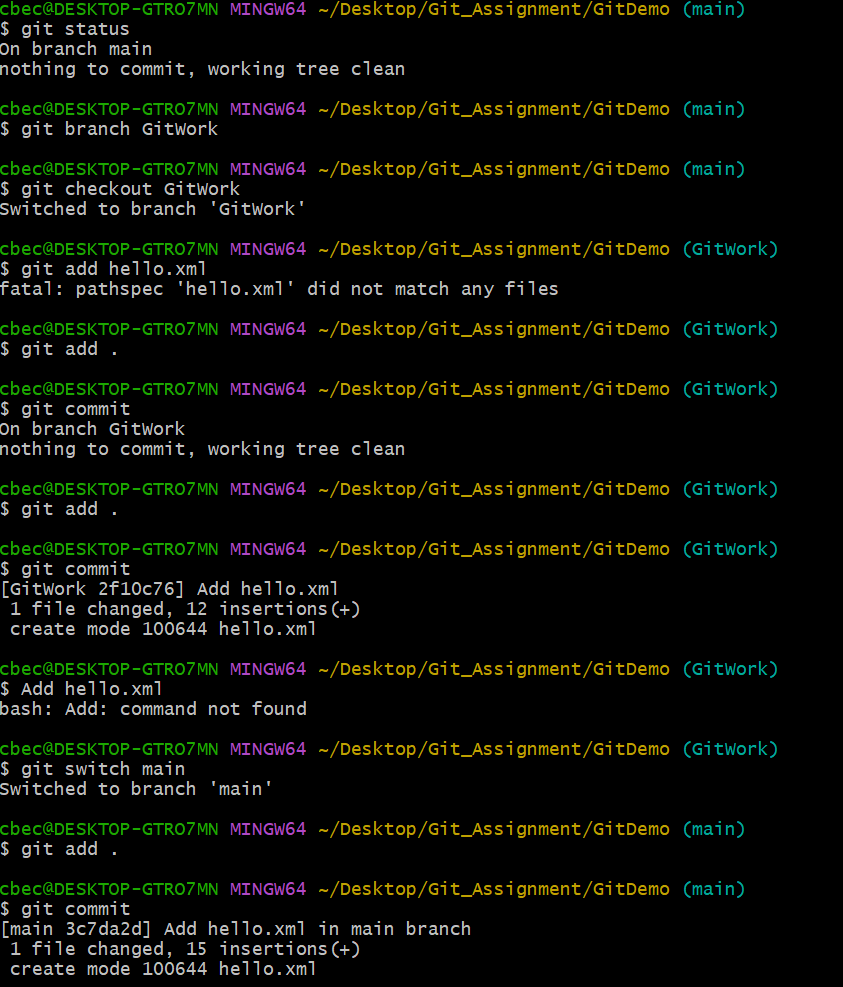 cbec@DESKTOP-GTRO7MN MINGW64 ~/Desktop/Git_Assignment/GitDemo (main)
$ git status
On branch main
nothing to commit, working tree clean
cbec@DESKTOP-GTRO7MN MINGW64 ~/Desktop/Git_Assignment/GitDemo (main)
$ git branch GitWork
cbec@DESKTOP-GTRO7MN MINGW64 ~/Desktop/Git_Assignment/GitDemo (main)
$ git checkout GitWork
Switched to branch 'GitWork'
cbec@DESKTOP-GTRO7MN MINGW64 ~/Desktop/Git_Assignment/GitDemo (GitWork)
$ git add hello.xml
fatal: pathspec 'hello.xml' did not match any files
cbec@DESKTOP-GTRO7MN MINGW64 ~/Desktop/Git_Assignment/GitDemo (GitWork)
$ git add .
cbec@DESKTOP-GTRO7MN MINGW64 ~/Desktop/Git_Assignment/GitDemo (GitWork)
$ git commit
On branch GitWork
nothing to commit, working tree clean
cbec@DESKTOP-GTRO7MN MINGW64 ~/Desktop/Git_Assignment/GitDemo (GitWork)
$ git add .
cbec@DESKTOP-GTRO7MN MINGW64 ~/Desktop/Git_Assignment/GitDemo (GitWork)
$ git commit
[GitWork 2f10c76] Add hello.xml
1 file changed, 12 insertions(+)
create mode 100644 hello.xml
cbec@DESKTOP-GTRO7MN MINGW64 ~/Desktop/Git_Assignment/GitDemo (GitWork)
$ Add hello.xml
bash: Add: command not found
cbec@DESKTOP-GTRO7MN MINGW64 ~/Desktop/Git_Assignment/GitDemo (GitWork)
$ git switch main
Switched to branch 'main'
cbec@DESKTOP-GTRO7MN MINGW64 ~/Desktop/Git_Assignment/GitDemo (main)
$ git add .
cbec@DESKTOP-GTRO7MN MINGW64 ~/Desktop/Git_Assignment/GitDemo (main)
$ git commit
[main 3c7da2d] Add hello.xml in main branch
1 file changed, 15 insertions(+)
create mode 100644 hello.xml